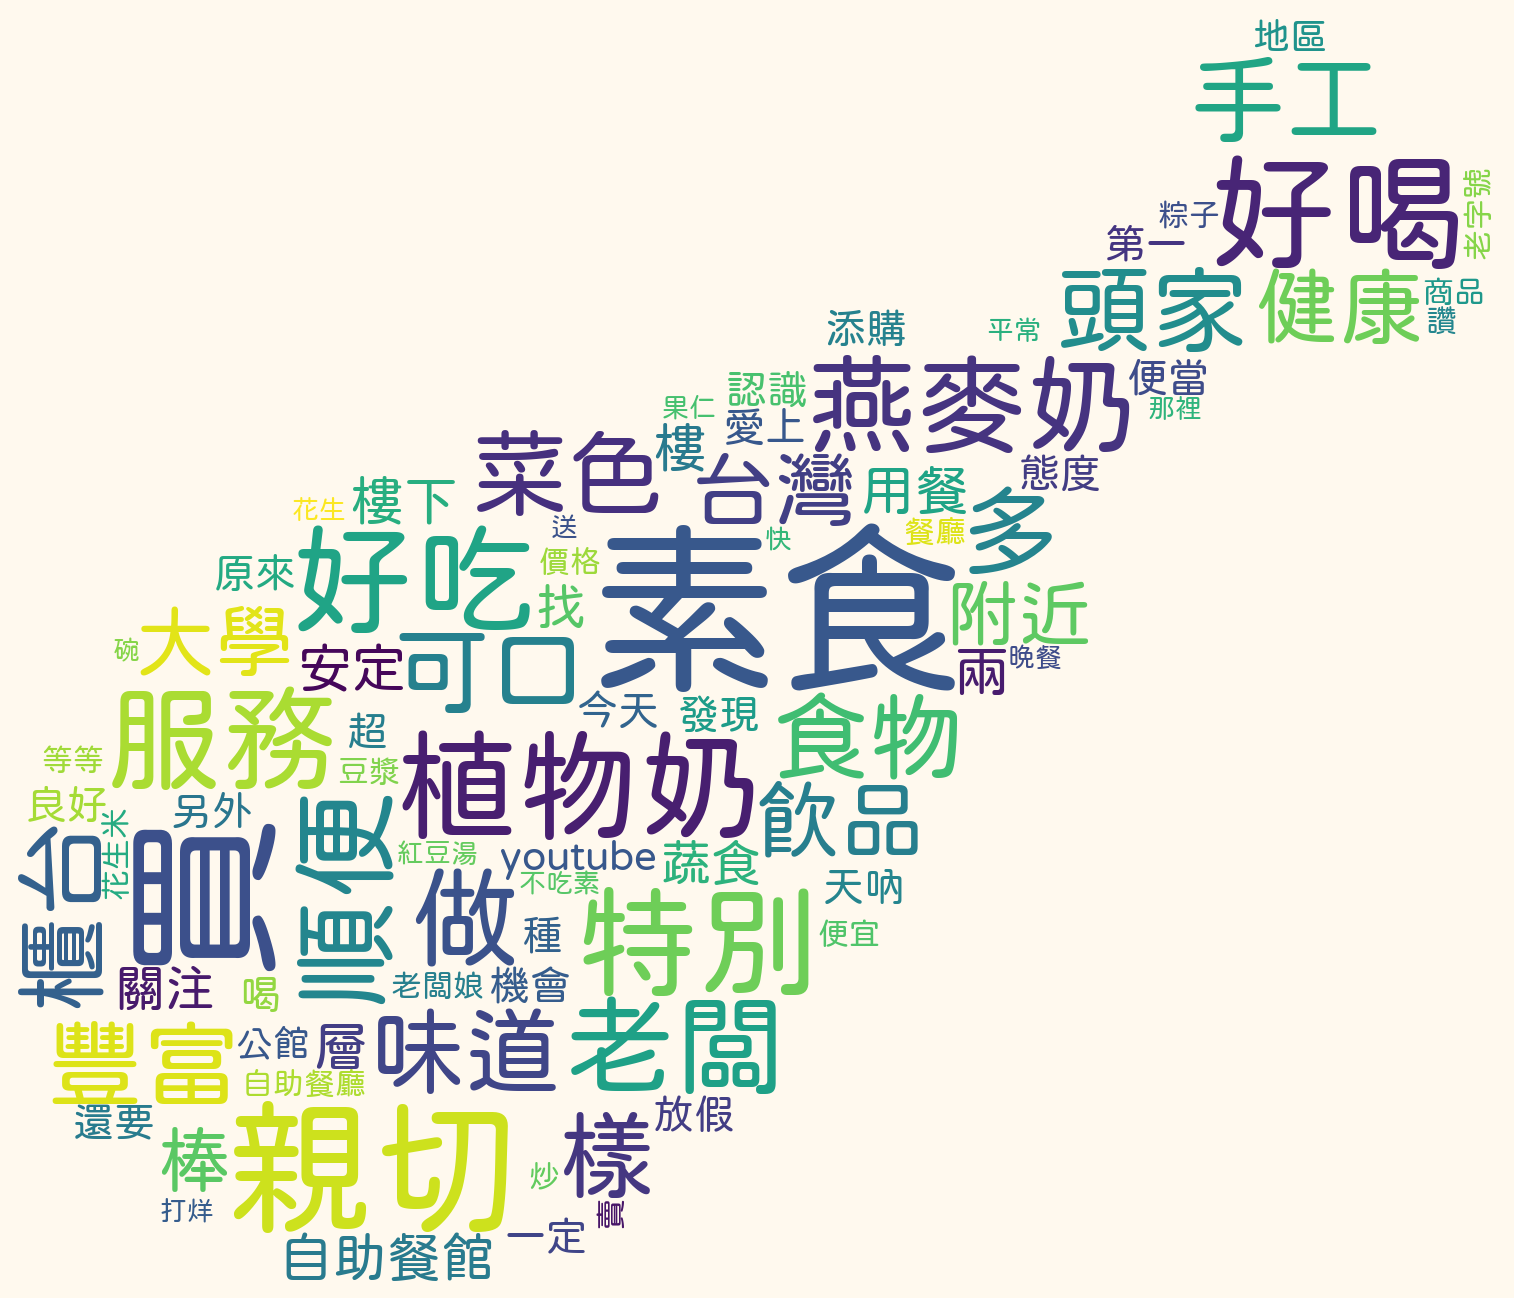 地區
手工
好喝
老字號
粽子
第一
頭家
健康
商品
讚
添購
平常
燕麥奶
便當
那裡
認識
果仁
愛上
樓
菜色
台灣
用餐
態度
多
花生
樓下
送
快
餐廳
素食
好吃
價格
原來
找
附近
大學
碗
安定
可口
兩
晚餐
服務
超
今天
發現
食物
等等
豆漿
植物奶
良好
另外
花生米
櫃台
買
順便
飲品
紅豆湯
youtube
蔬食
不吃素
天吶
做
種
特別
便宜
關注
喝
老闆娘
機會
豐富
公館
層
味道
老闆
自助餐廳
還要
放假
棒
親切
樣
炒
打烊
賣
一定
自助餐館